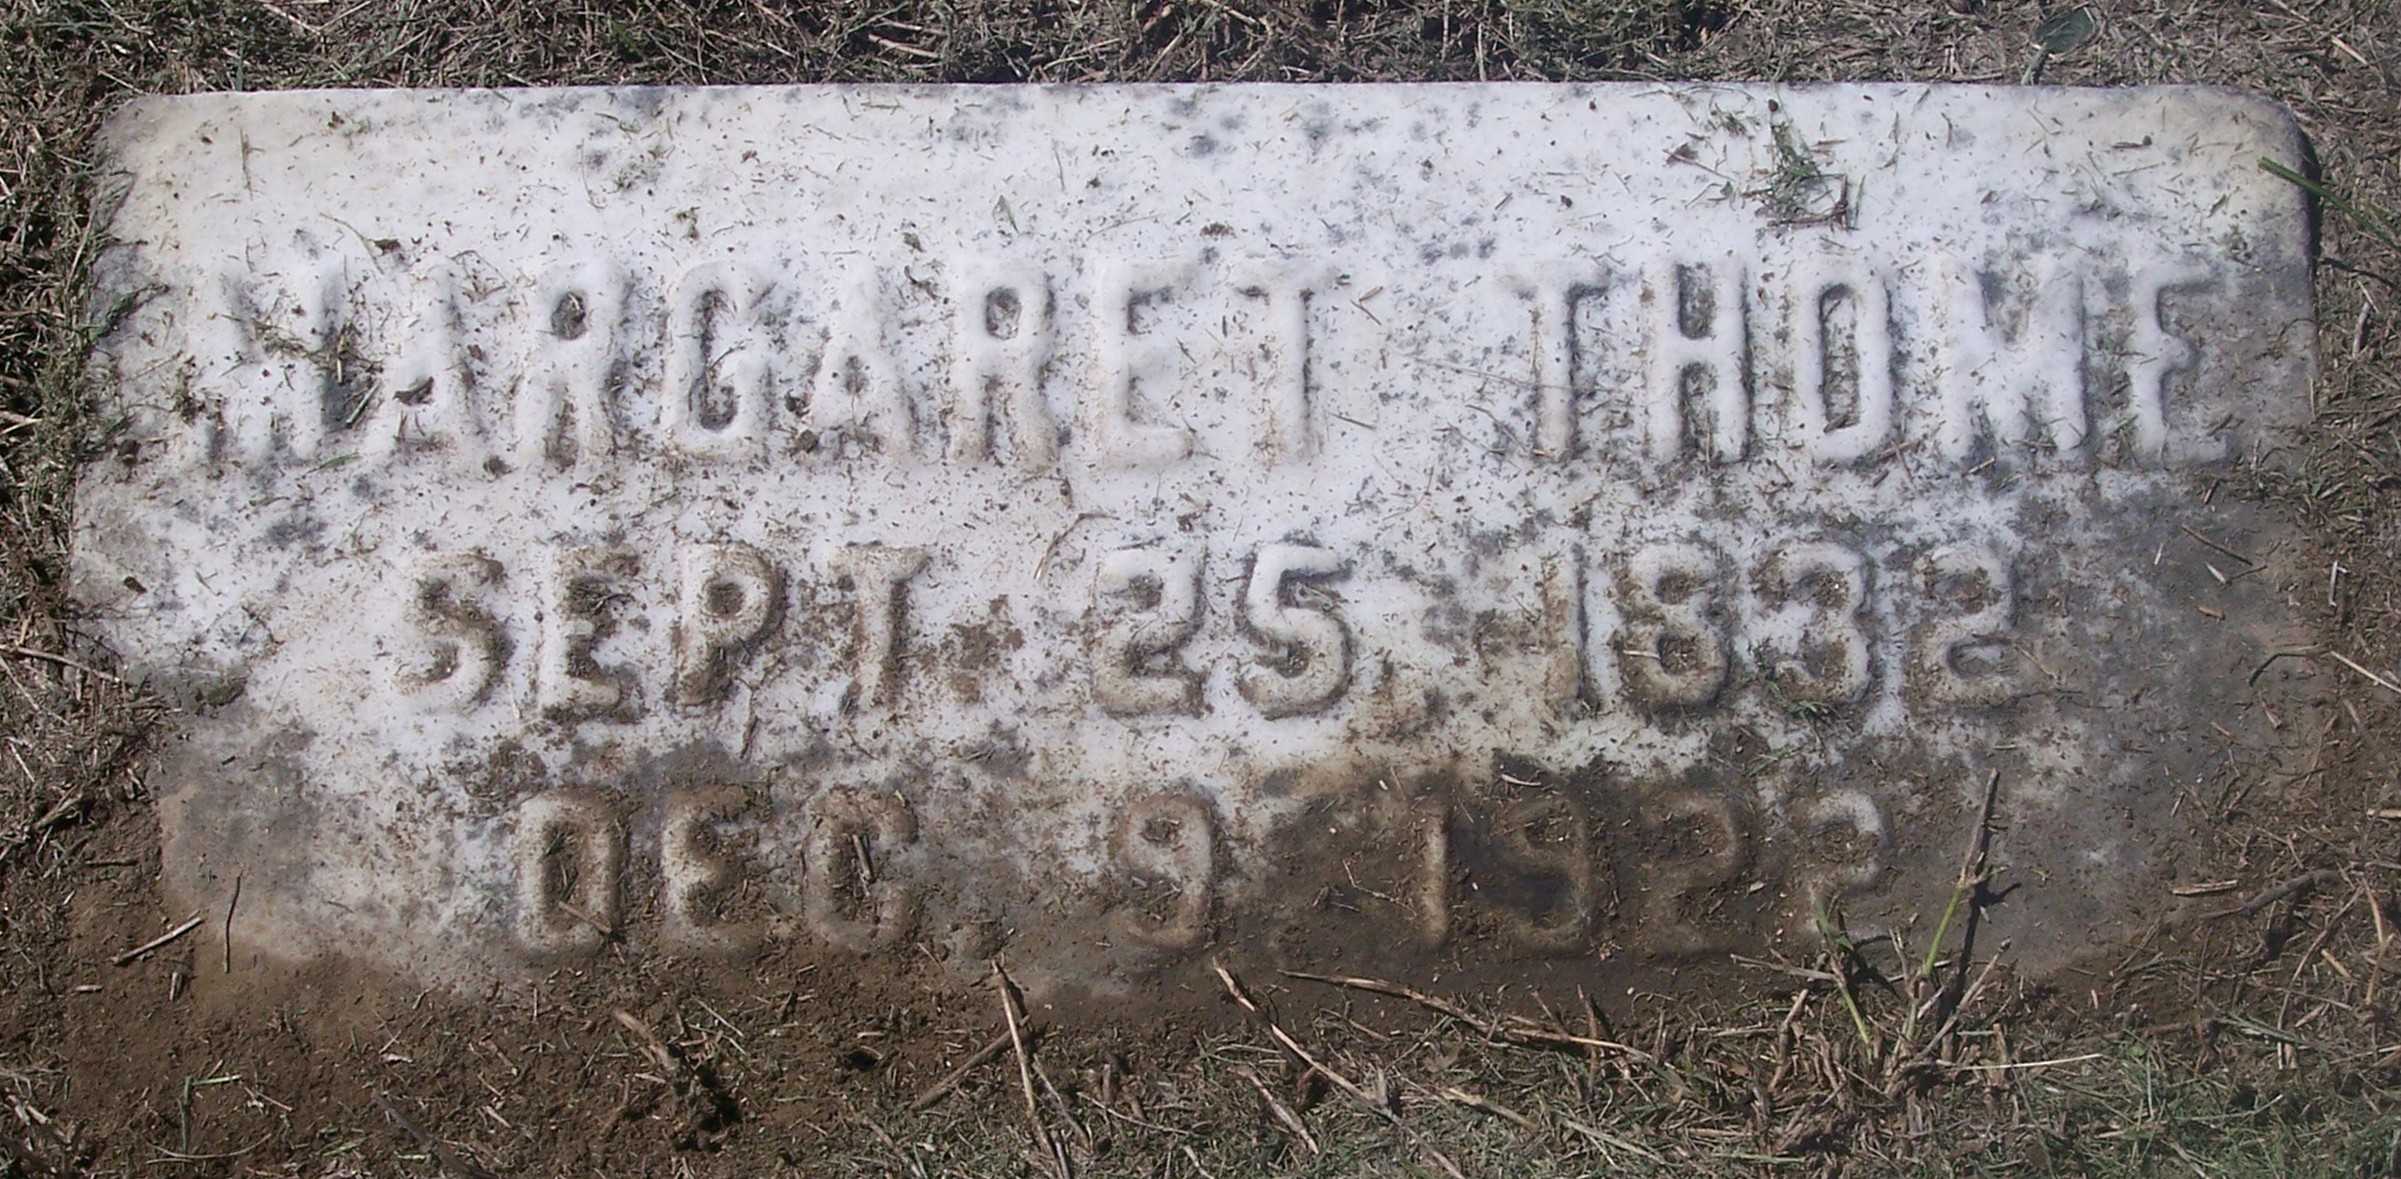 MARGARET THOME
SEPT. 25, 1832
DEC 9 1922